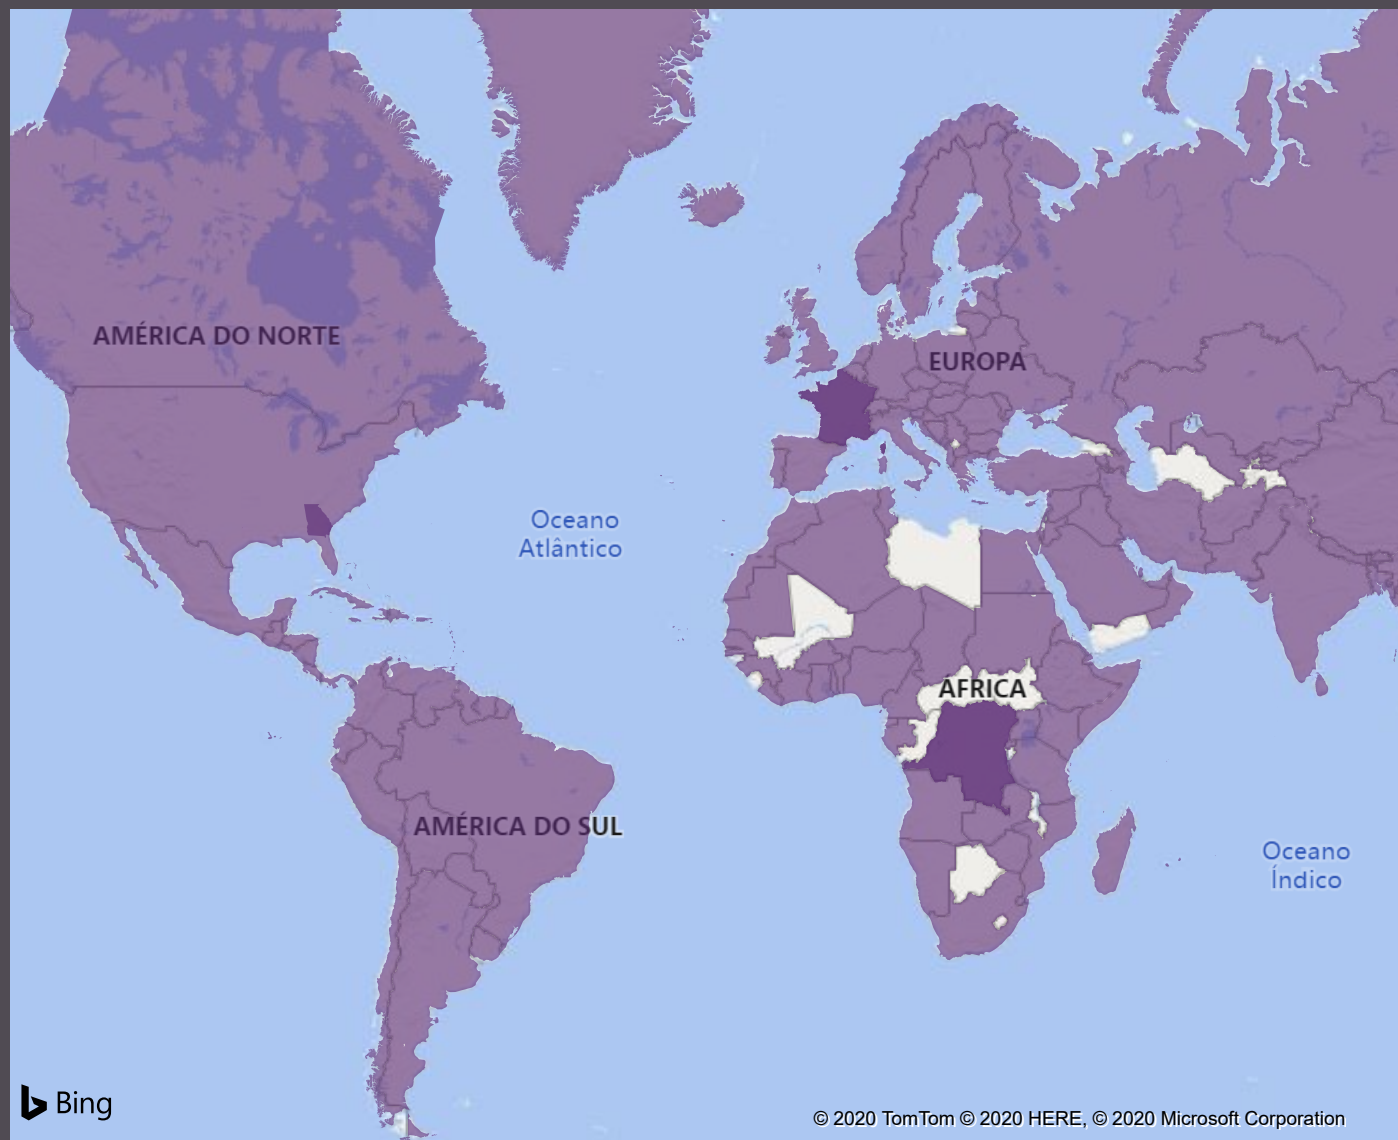 AMÉRICA DO NORTE
EUROPA
Oceano
Atlântico
ÁFRICA
AMÉRICA DO SUL
Oceano
Índico
Bing
© 2020 TomTom © 2020 HERE, © 2020 Microsoft Corporation